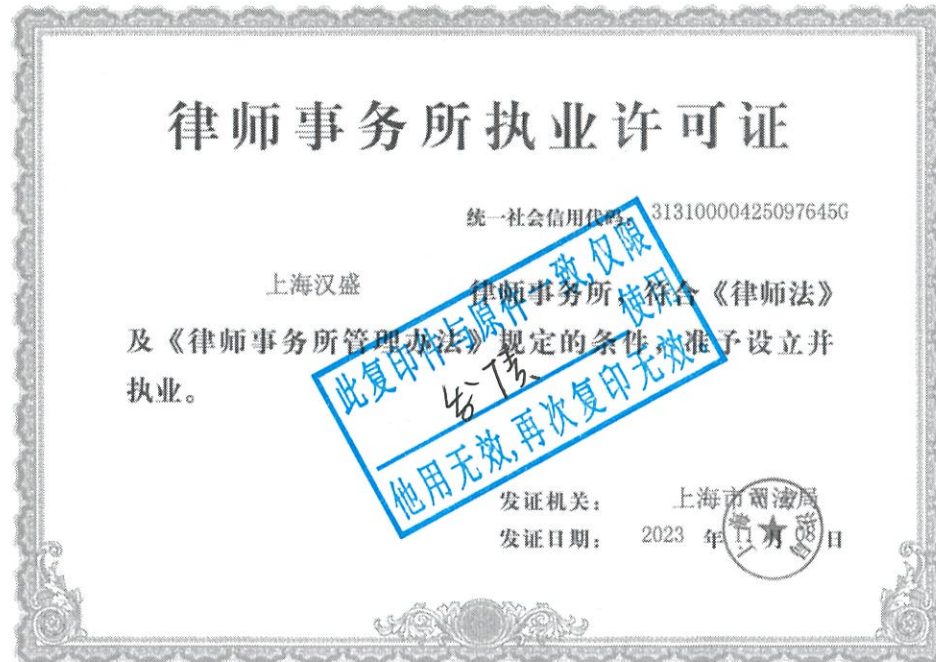 律师事务所执业许可证
统一社会信用代码： 31310000425097645G
上海汉盛 律师事务所，符合《律师法》
及《律师事务所管理办法》规定的条件，准予设立并
执业。
此复印件与原件一致,仅限
使用
他用无效,再次复印无效
发证机关： 上海市司法局
发证日期： 2023 年 11 月 08 日